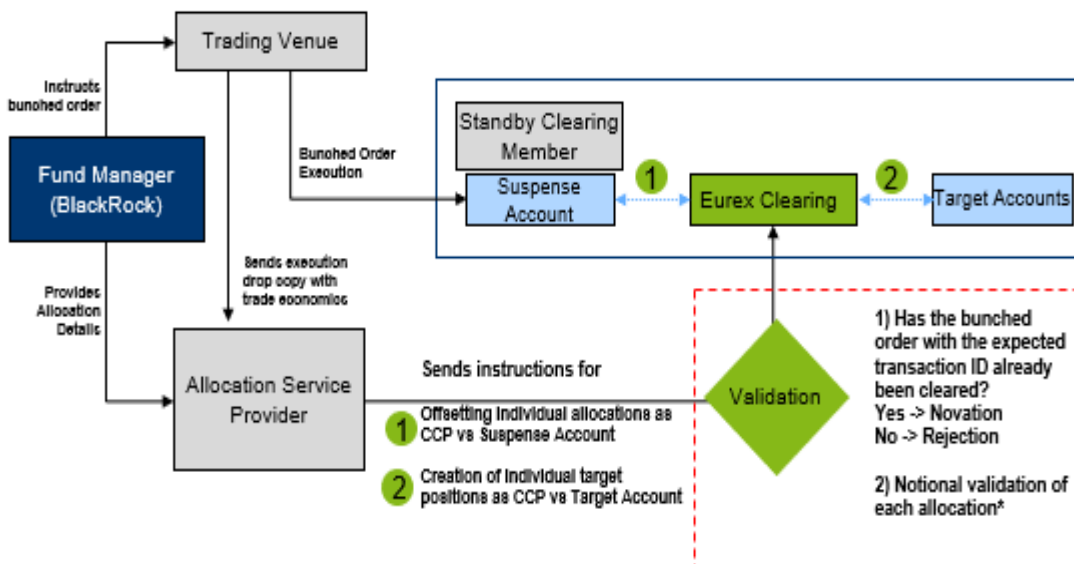 Trading Venue
Instructs
bunched order
Fund Manager
(BlackRock)
Bunched Order
Execution
Standby Clearing
Member
Suspense
Account
1
Eurex Clearing
2
Target Accounts
Provides
Allocation
Details
Sends execution
drop copy with
trade economics
Allocation Service
Provider
Sends instructions for
1 Offsetting individual allocations as
CCP vs Suspense Account
2 Creation of individual target
positions as CCP vs Target Account
Validation
1) Has the bunched
order with the expected
transaction ID already
been cleared?
Yes -> Novation
No -> Rejection
2) Notional validation of
each allocation*